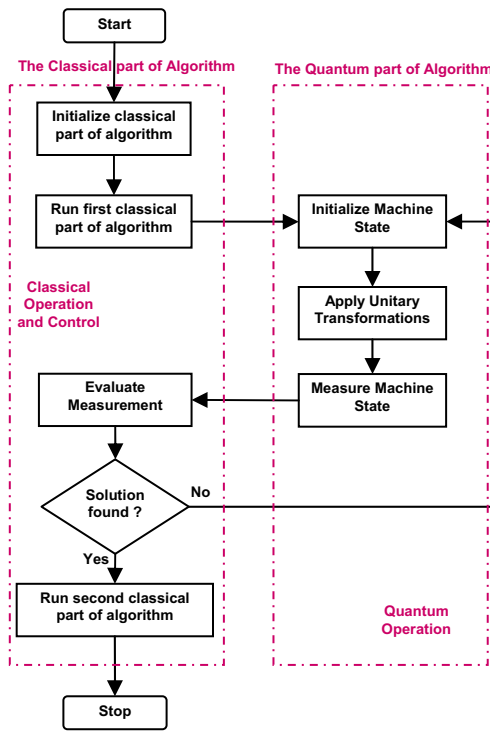 Start
The Classical part of Algorithm
The Quantum part of Algorithm
Initialize classical
part of algorithm
Run first classical
part of algorithm
Initialize Machine
State
Classical
Operation
and Control
Apply Unitary
Transformations
Evaluate
Measurement
Measure Machine
State
Solution
found ?
No
Yes
Run second classical
part of algorithm
Quantum
Operation
Stop